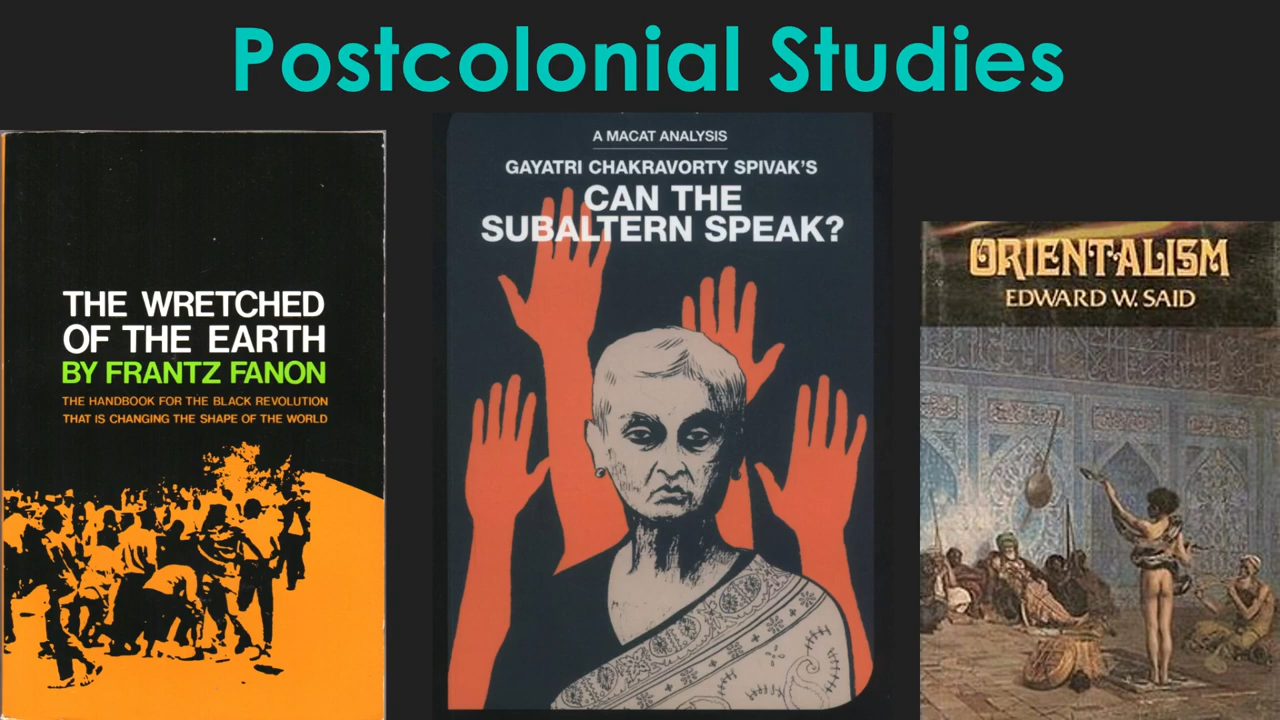 Postcolonial Studies
THE WRETCHED
OF THE EARTH
BY FRANTZ FANON
THE HANDBOOK FOR THE BLACK REVOLUTION
THAT IS CHANGING THE SHAPE OF THE WORLD
A MACAT ANALYSIS
GAYATRI CHAKRAVORTY SPIVAK'S
CAN THE
SUBALTERN SPEAK?
ORIENTALISM
EDWARD W. SAID